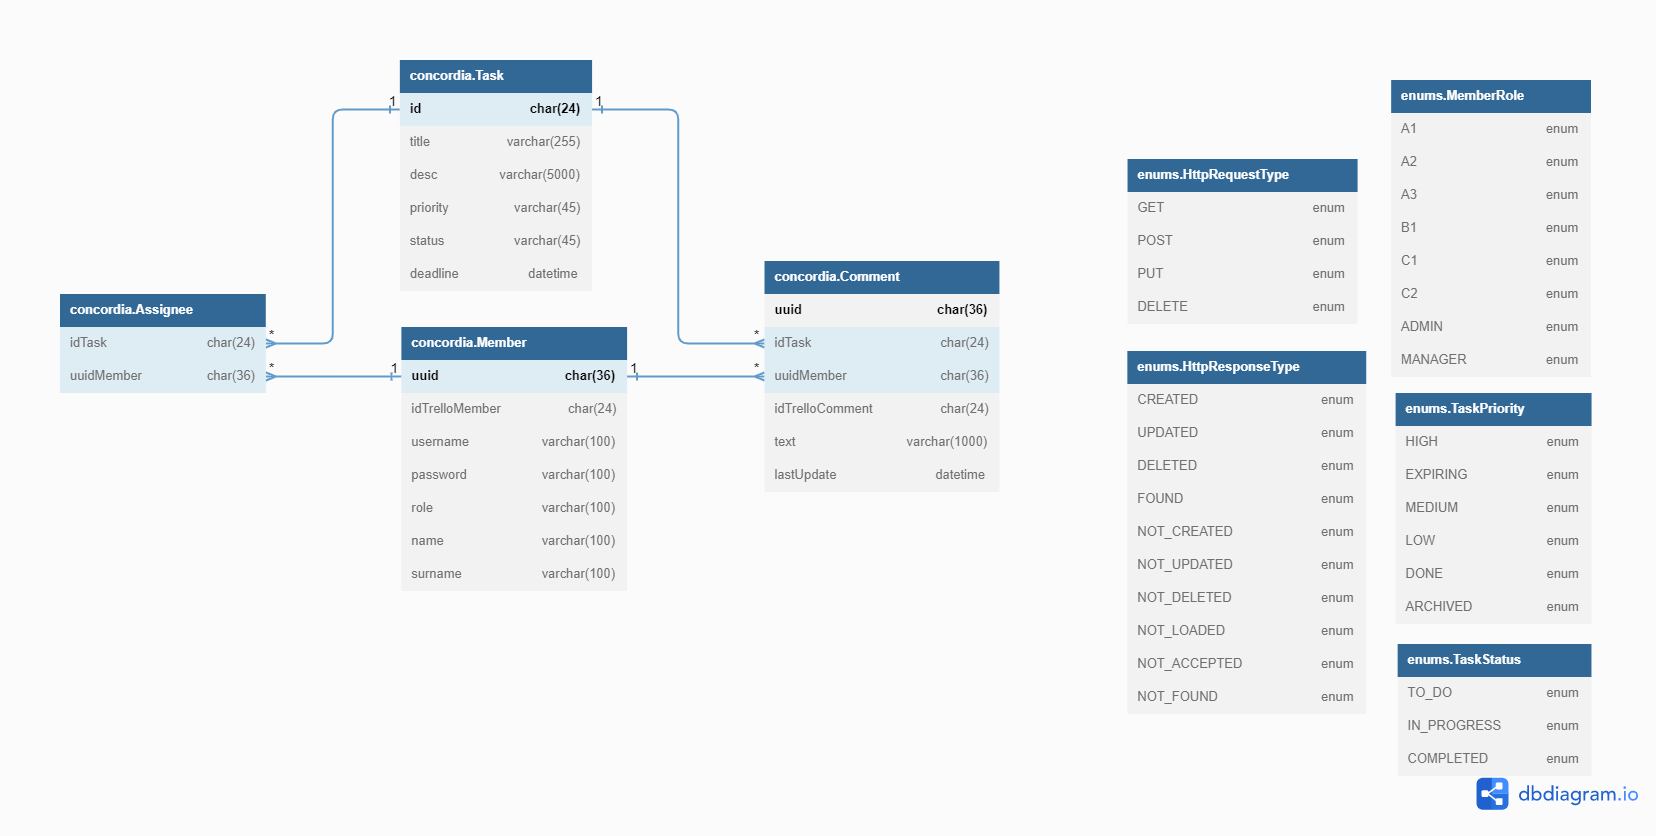 concordia.Task
1 id char(24) 1
title varchar(255)
desc varchar(5000)
priority varchar(45)
status varchar(45)
deadline datetime
concordia.Assignee
* idTask char(24)
* uuidMember char(36)
concordia.Member
1 uuid char(36) 1
idTrelloMember char(24)
username varchar(100)
password varchar(100)
role varchar(100)
name varchar(100)
surname varchar(100)
concordia.Comment
uuid char(36)
* idTask char(24)
* uuidMember char(36)
idTrelloComment char(24)
text varchar(1000)
lastUpdate datetime
enums.HttpRequestType
GET enum
POST enum
PUT enum
DELETE enum
enums.HttpResponseType
CREATED enum
UPDATED enum
DELETED enum
FOUND enum
NOT_CREATED enum
NOT_UPDATED enum
NOT_DELETED enum
NOT_LOADED enum
NOT_ACCEPTED enum
NOT_FOUND enum
enums.MemberRole
A1 enum
A2 enum
A3 enum
B1 enum
C1 enum
C2 enum
ADMIN enum
MANAGER enum
enums.TaskPriority
HIGH enum
EXPIRING enum
MEDIUM enum
LOW enum
DONE enum
ARCHIVED enum
enums.TaskStatus
TO_DO enum
IN_PROGRESS enum
COMPLETED enum
dbdiagram.io